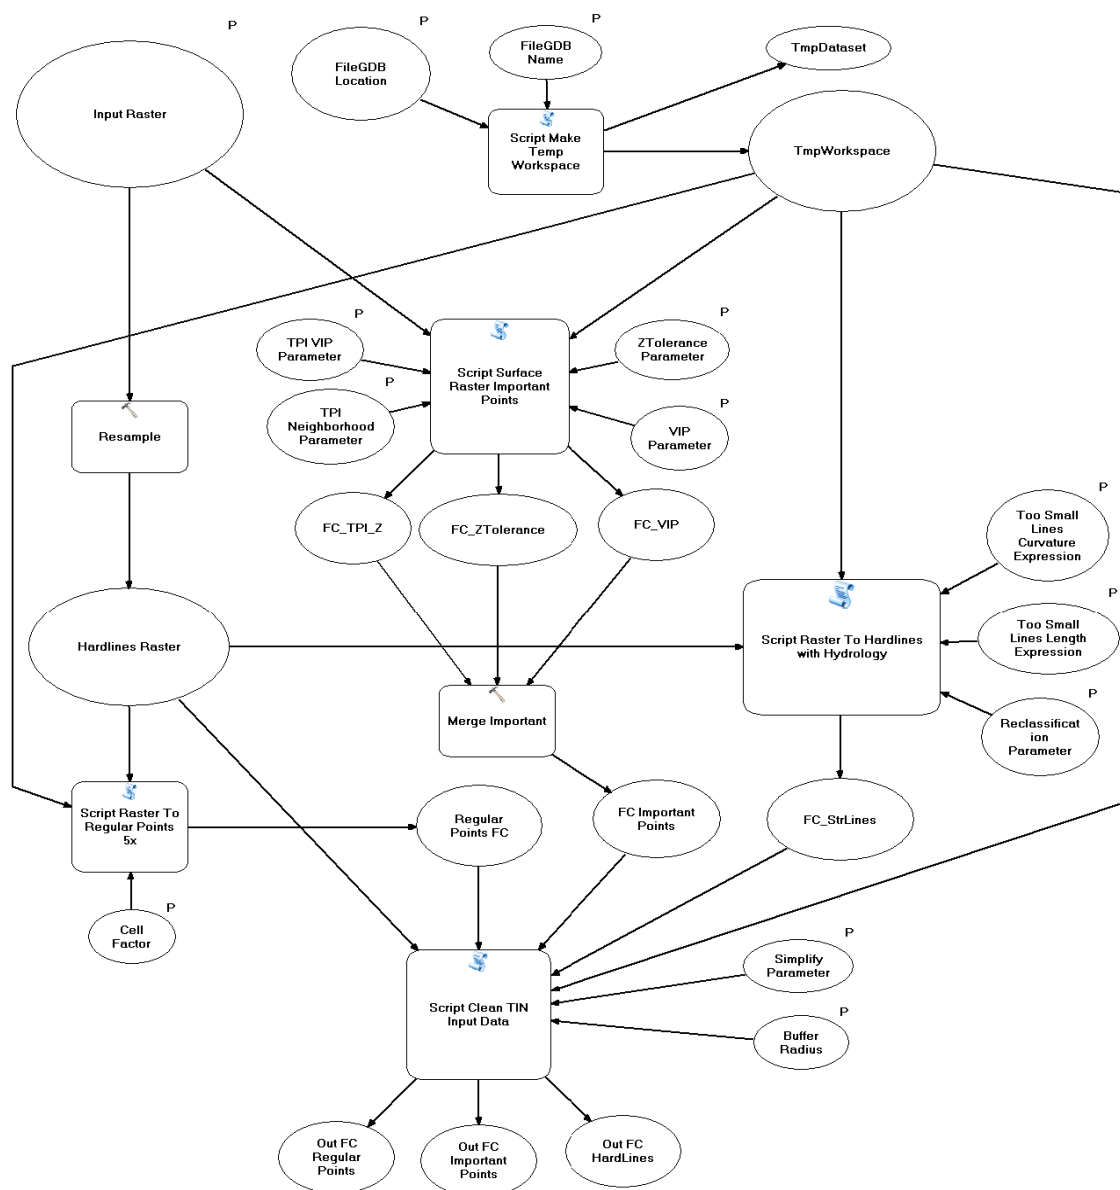 P
P
P
Input Raster
FileGDB
Location
FileGDB
Name
TmpDataset
Script Make
Temp
Workspace
TmpWorkspace
P
TPI VIP
Parameter
P
TPI
Neighborhood
Parameter
Script Surface
Raster Important
Points
P
ZTolerance
Parameter
P
VIP
Parameter
Resample
FC_TPI_Z
FC_ZTolerance
FC_VIP
P
Too Small
Lines
Curvature
Expression
Hardlines Raster
Script Raster To Hardlines
with Hydrology
P
Too Small
Lines Length
Expression
Merge Important
P
Reclassificat
ion
Parameter
Script Raster To
Regular Points
5x
Regular
Points FC
FC Important
Points
FC_StrLines
P
Cell
Factor
Script Clean TIN
Input Data
P
Simplify
Parameter
P
Buffer
Radius
Out FC
Regular
Points
Out FC
Important
Points
Out FC
HardLines